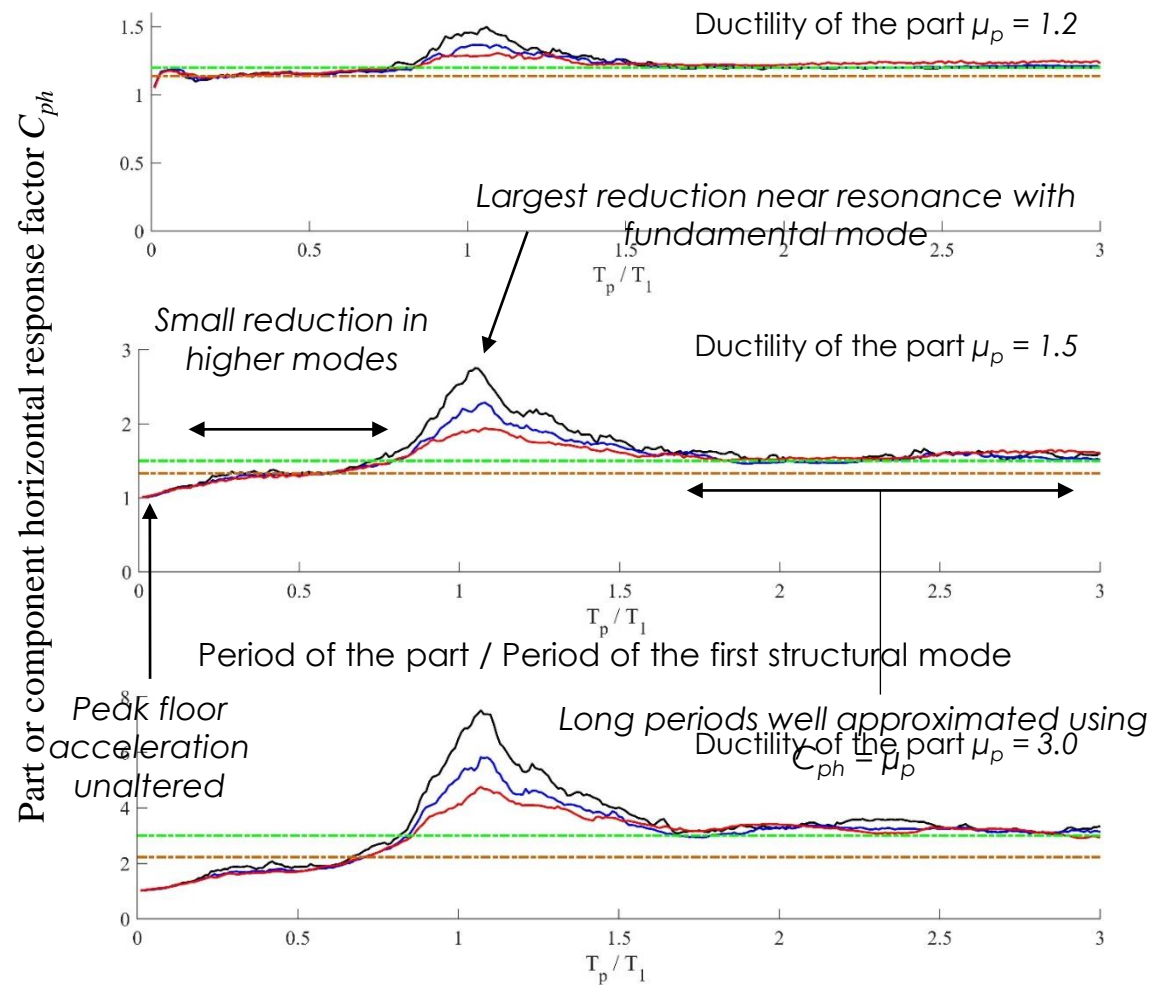 Part or component horizontal response factor Cph
Ductility of the part μp = 1.2
1.5
1
0.5
0
Largest reduction near resonance with
fundamental mode
0
0.5
1
1.5
2
2.5
3
Tp / T1
Small reduction in
higher modes
Ductility of the part μp = 1.5
3
2
1
0
0
0.5
1
1.5
2
2.5
3
Tp / T1
Period of the part / Period of the first structural mode
Peak floor
acceleration
unaltered
Long periods well approximated using
Cph = μp
Ductility of the part μp = 3.0
8
6
4
2
0
0
0.5
1
1.5
2
2.5
3
Tp / T1